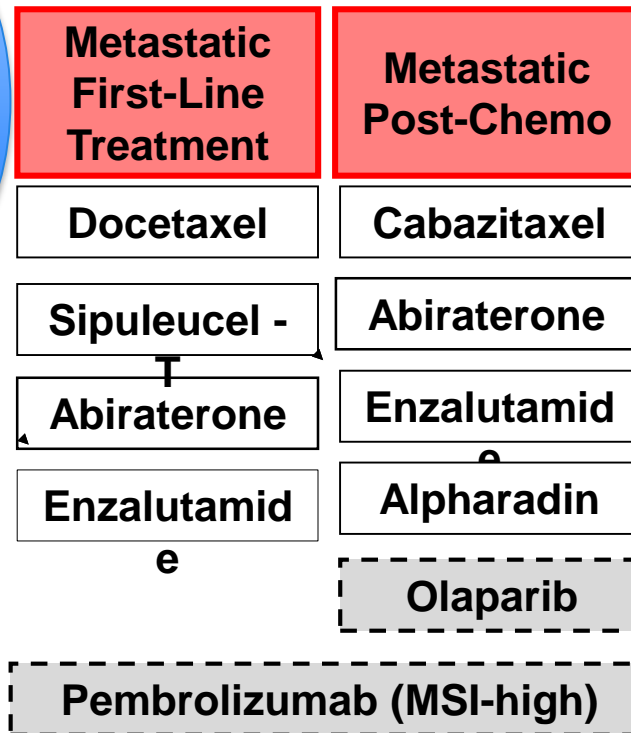 Metastatic
First-Line
Treatment
Docetaxel
Sipuleucel -
T
Abiraterone
Enzalutamid
e
Metastatic
Post-Chemo
Cabazitaxel
Abiraterone
Enzalutamid
e
Alpharadin
Olaparib
Pembrolizumab (MSI-high)